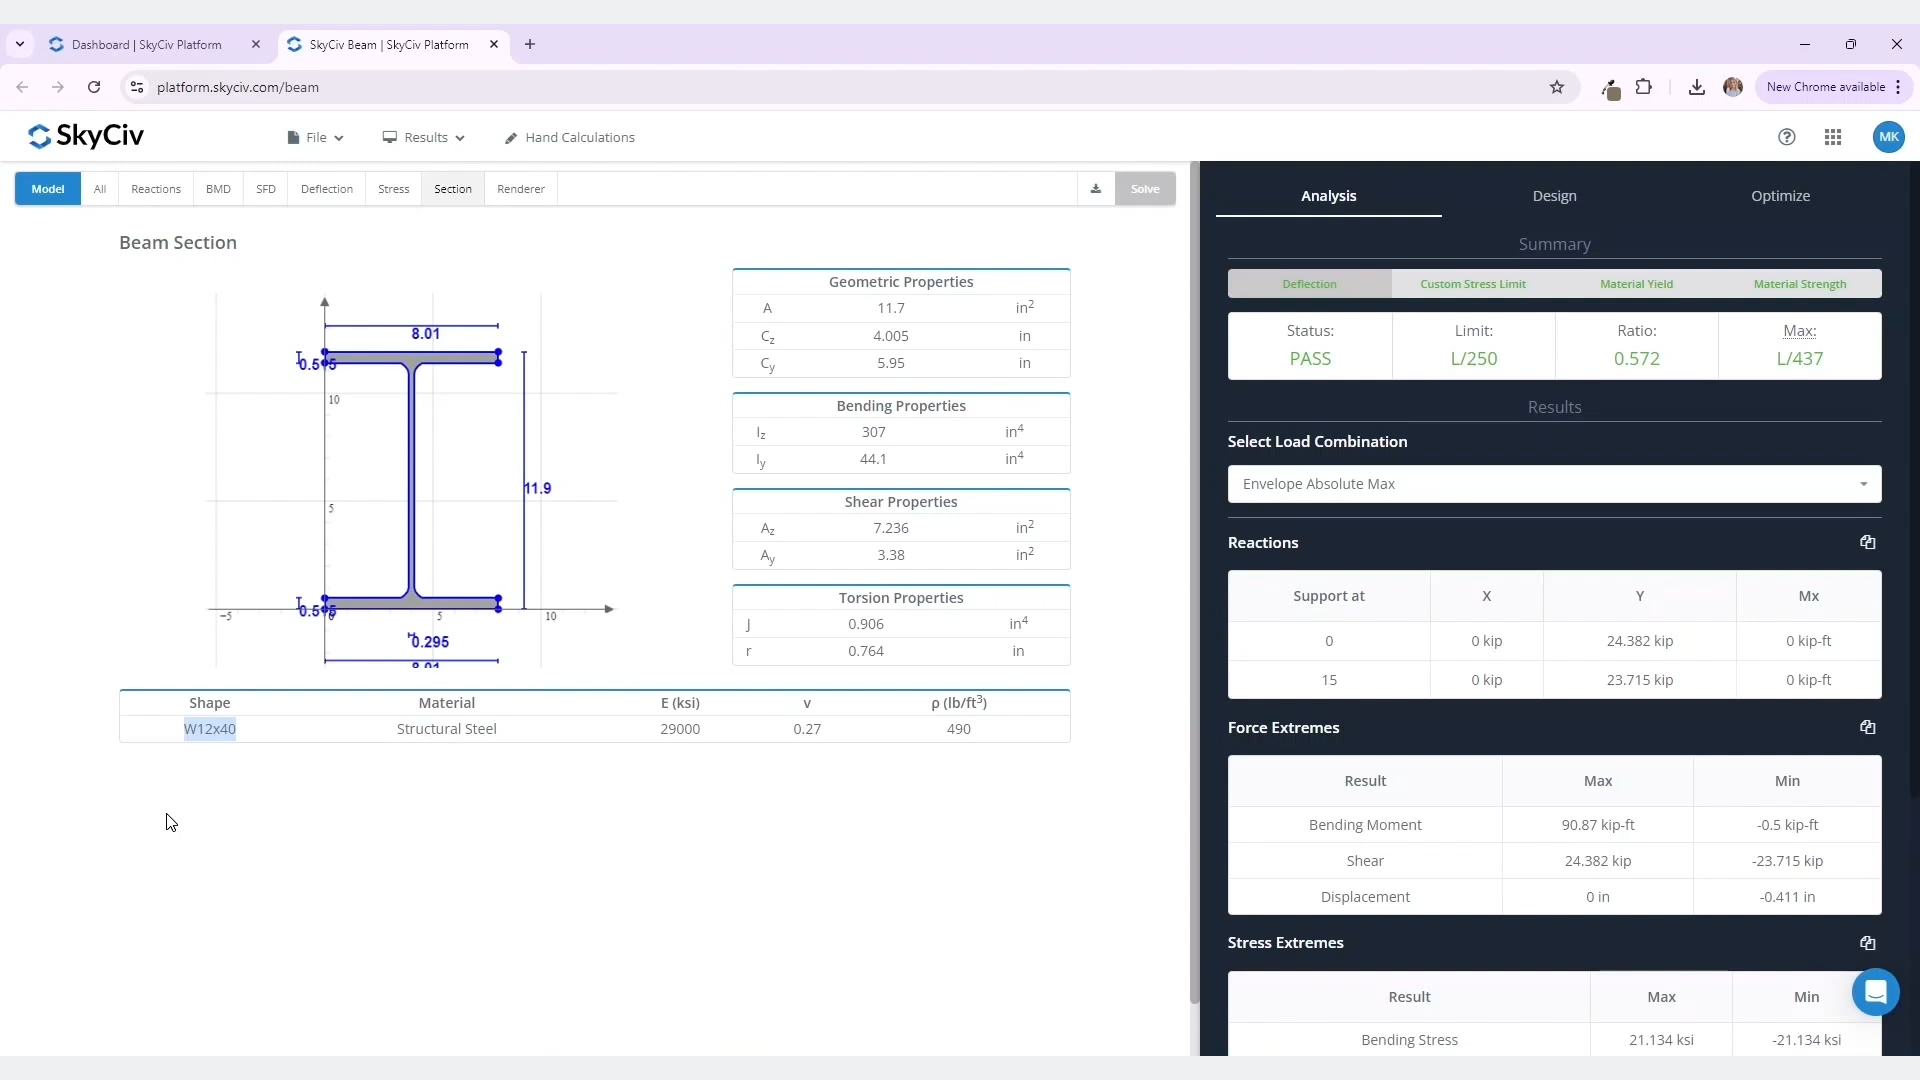 Dashboard | SkyCiv Platform
SkyCiv Beam | SkyCiv Platform
platform.skyciv.com/beam
New Chrome available
SkyCiv
File
Results
Hand Calculations
MK
Model
All
Reactions
BMD
SFD
Deflection
Stress
Section
Renderer
Solve
Analysis
Design
Optimize
Beam Section
8.01
10
5
11.9
-5
5
10
0.295
8.01
Geometric Properties
A 11.7 in2
Cz 4.005 in
Cy 5.95 in
Bending Properties
Iz 307 in4
Iy 44.1 in4
Shear Properties
Az 7.236 in2
Ay 3.38 in2
Torsion Properties
J 0.906 in4
r 0.764 in
Shape Material E (ksi) v ρ (lb/ft3)
W12x40 Structural Steel 29000 0.27 490
Summary
Deflection Custom Stress Limit Material Yield Material Strength
Status: Limit: Ratio: Max:
PASS L/250 0.572 L/437
Results
Select Load Combination
Envelope Absolute Max
Reactions
Support at X Y Mx
0 0 kip 24.382 kip 0 kip-ft
15 0 kip 23.715 kip 0 kip-ft
Force Extremes
Result Max Min
Bending Moment 90.87 kip-ft -0.5 kip-ft
Shear 24.382 kip -23.715 kip
Displacement 0 in -0.411 in
Stress Extremes
Result Max Min
Bending Stress 21.134 ksi -21.134 ksi